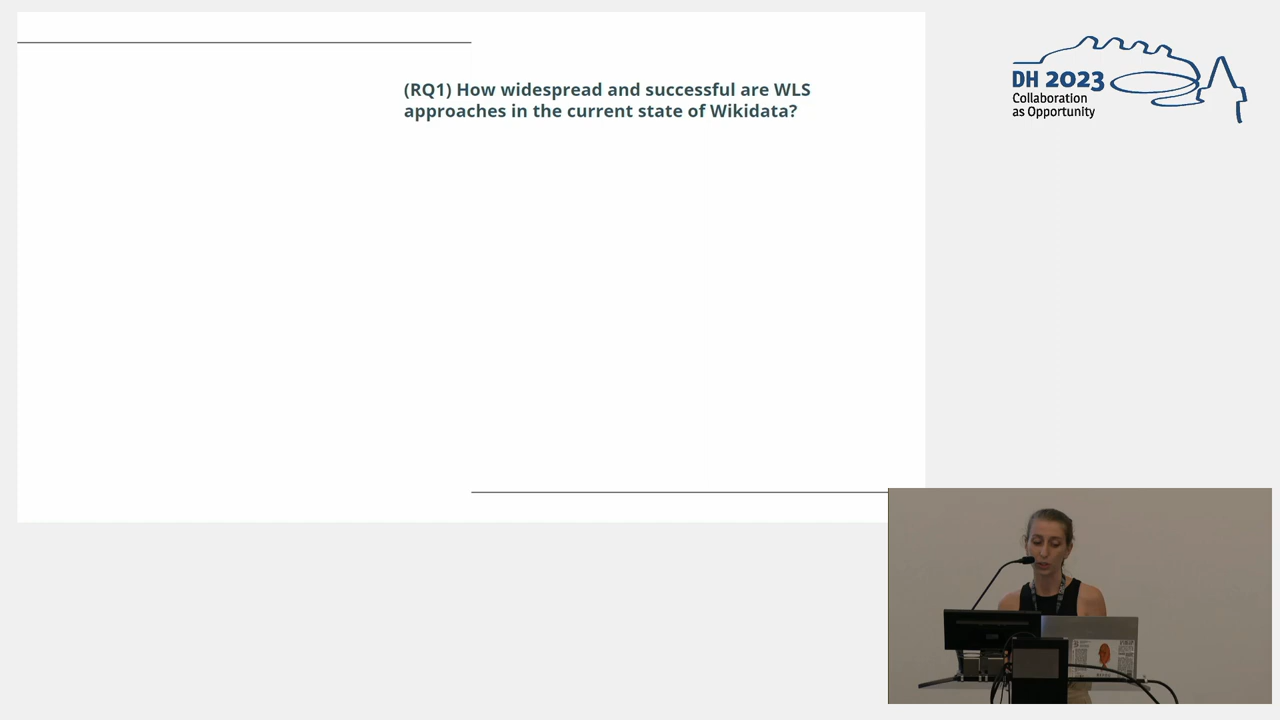 (RQ1) How widespread and successful are WLS
approaches in the current state of Wikidata?
DH 2023
Collaboration
as Opportunity